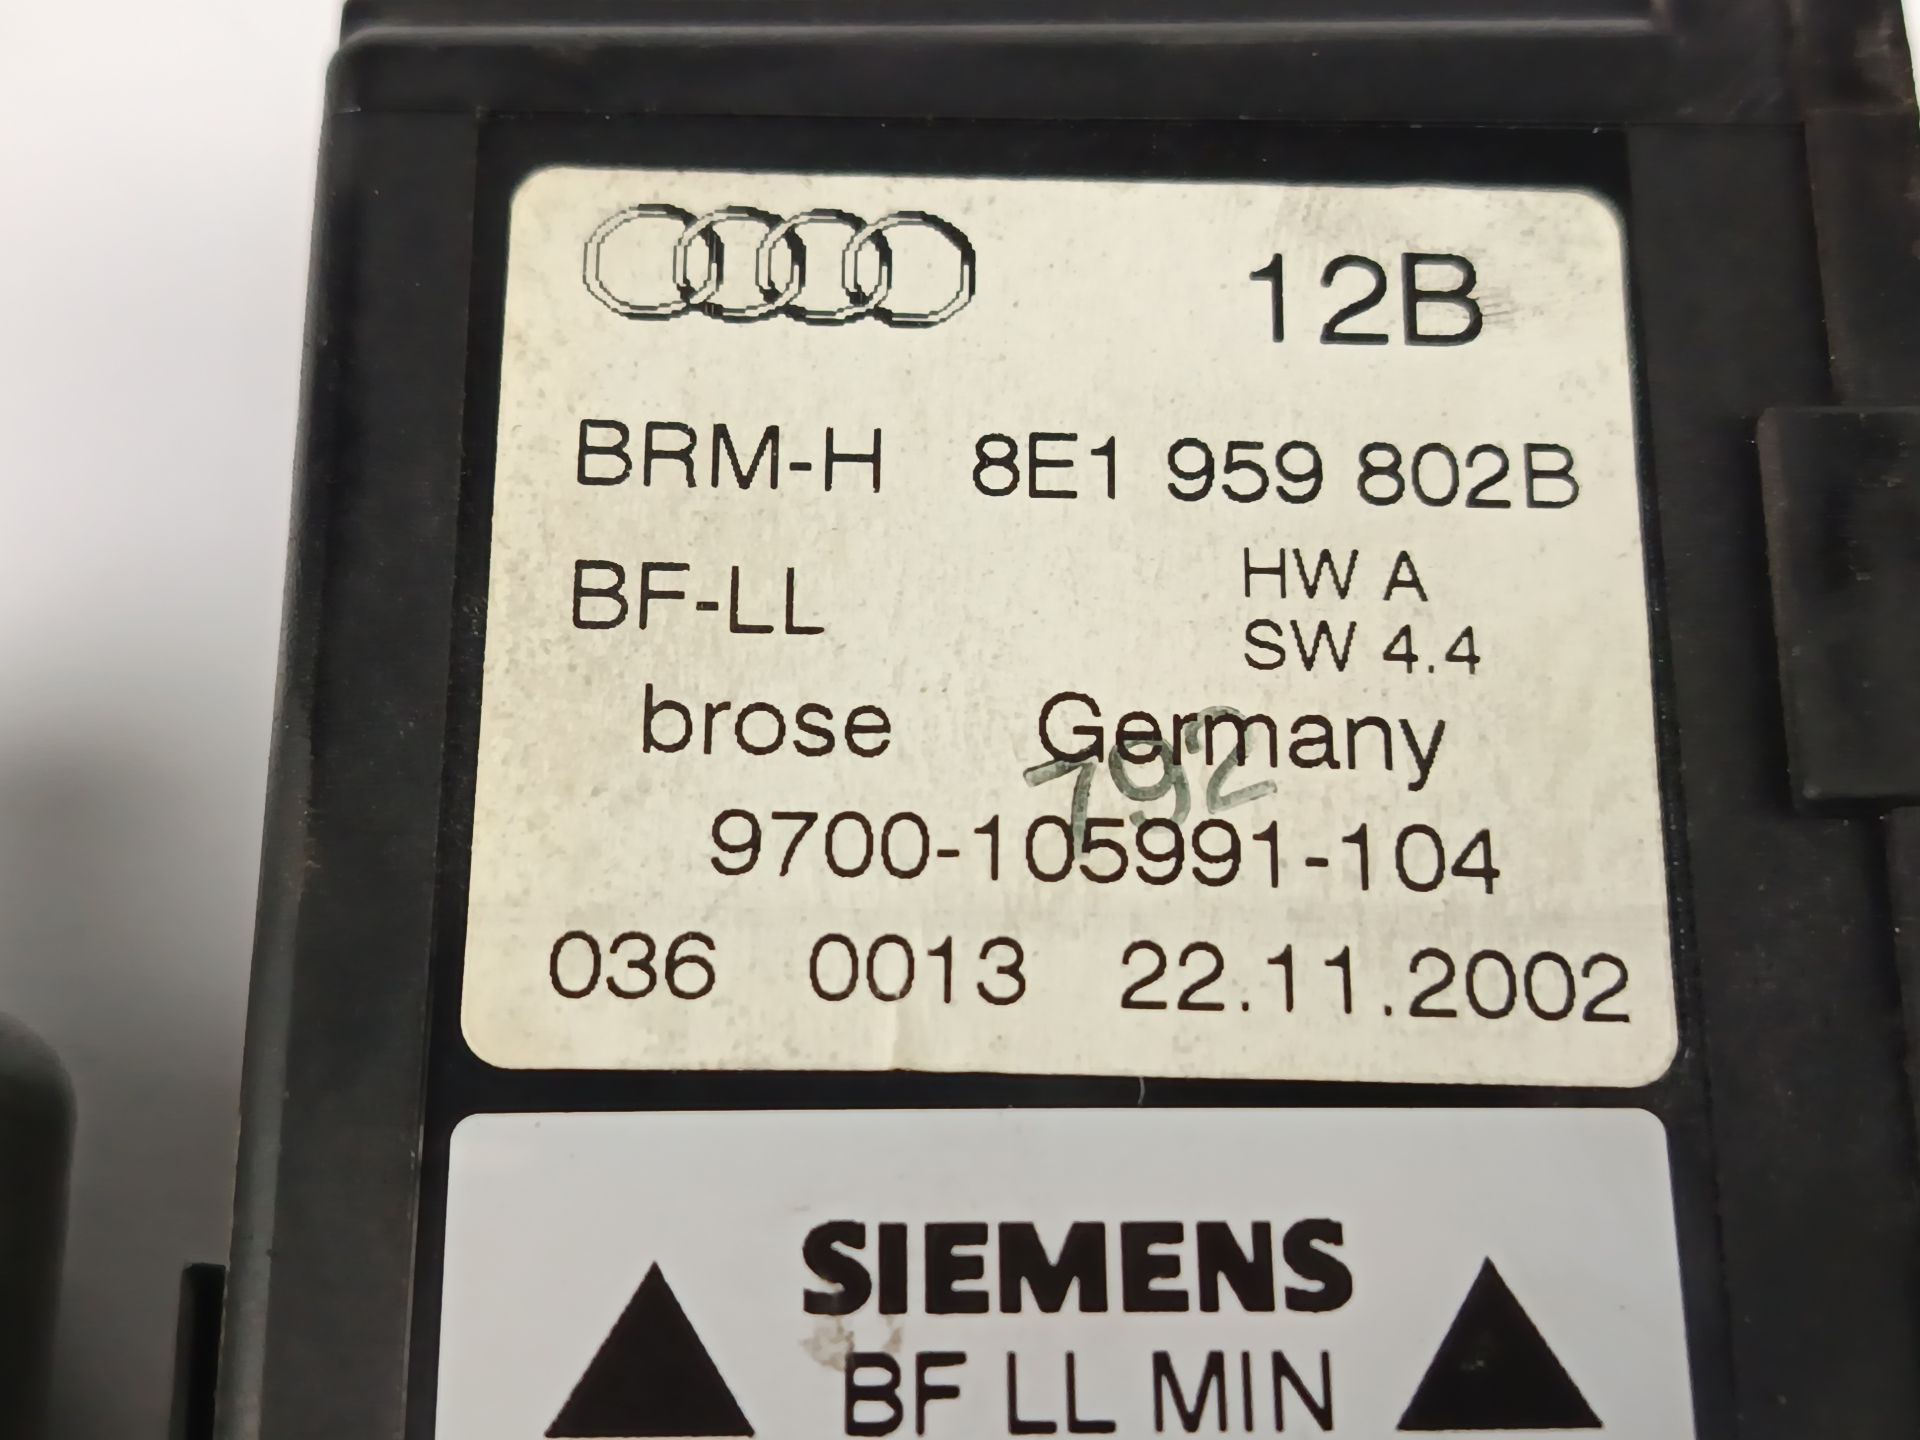 12B
BRM-H 8E1 959 802B
BF-LL HW A
SW 4.4
brose Germany
192
9700-105991-104
036 0013 22.11.2002
SIEMENS
BF LL MIN